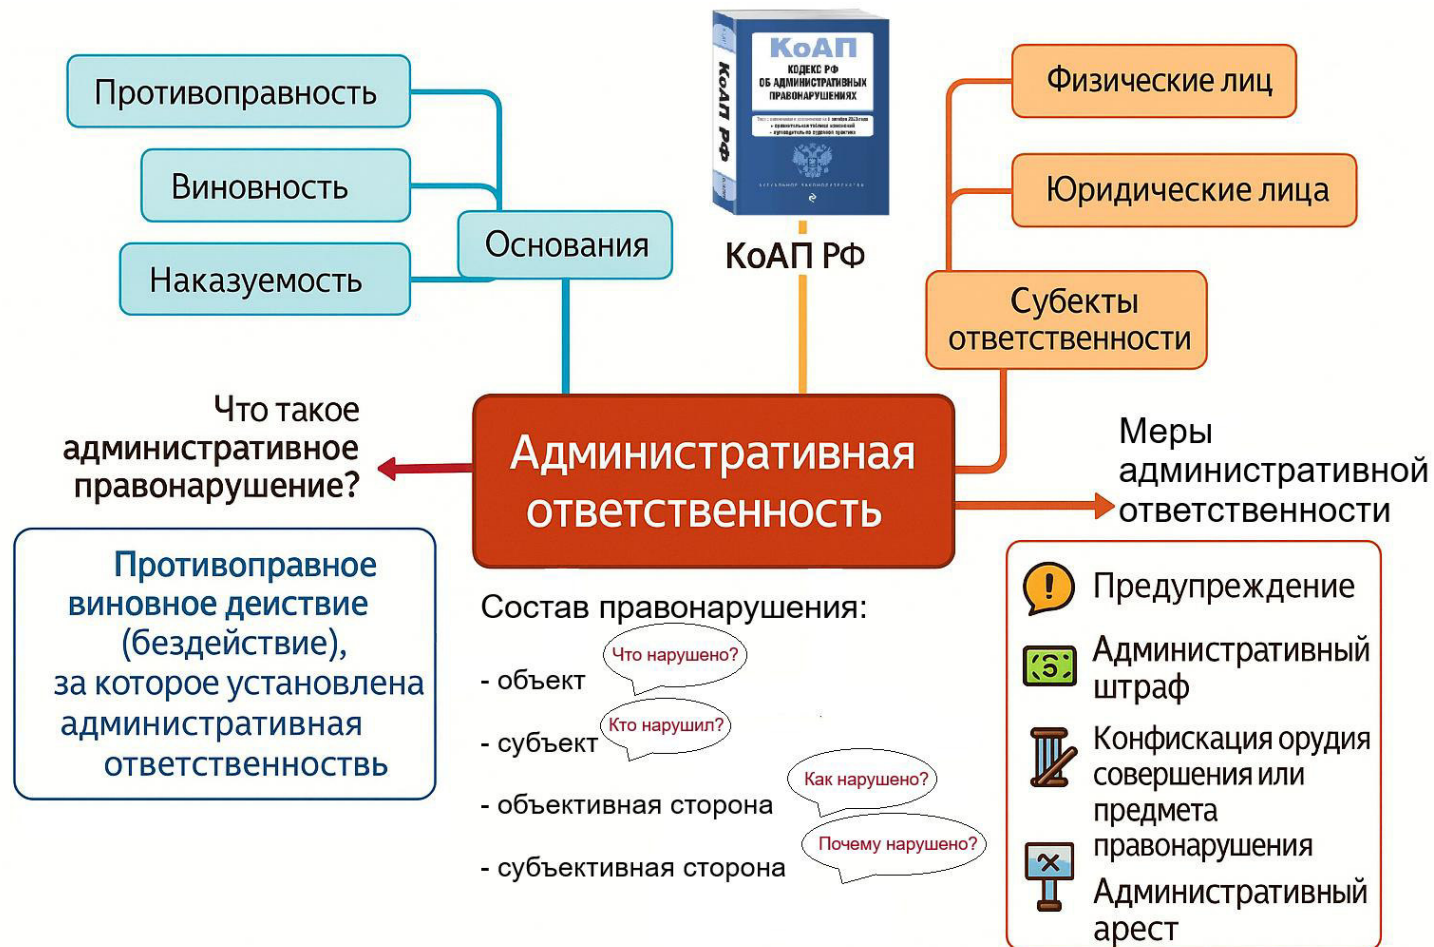 Противоправность
Виновность
Наказуемость
Основания
КоАП
КОДЕКС РФ
ОБ АДМИНИСТРАТИВНЫХ
ПРАВОНАРУШЕНИЯХ
КоАП РФ
КоАП РФ
Физические лиц
Юридические лица
Субекты
ответственности
Что такое
административное
правонарушение?
Административная
ответственность
Меры
административной
ответственности
Противоправное
виновное деиствие
(бездействие),
за которое установлена
административная
ответственноствь
Состав правонарушения:
- объект
Что нарушено?
- субъект
Кто нарушил?
- объективная сторона
Как нарушено?
- субъективная сторона
Почему нарушено?
Предупреждение
Административный
штраф
Конфискация орудия
совершения или
предмета
правонарушения
Административный
арест